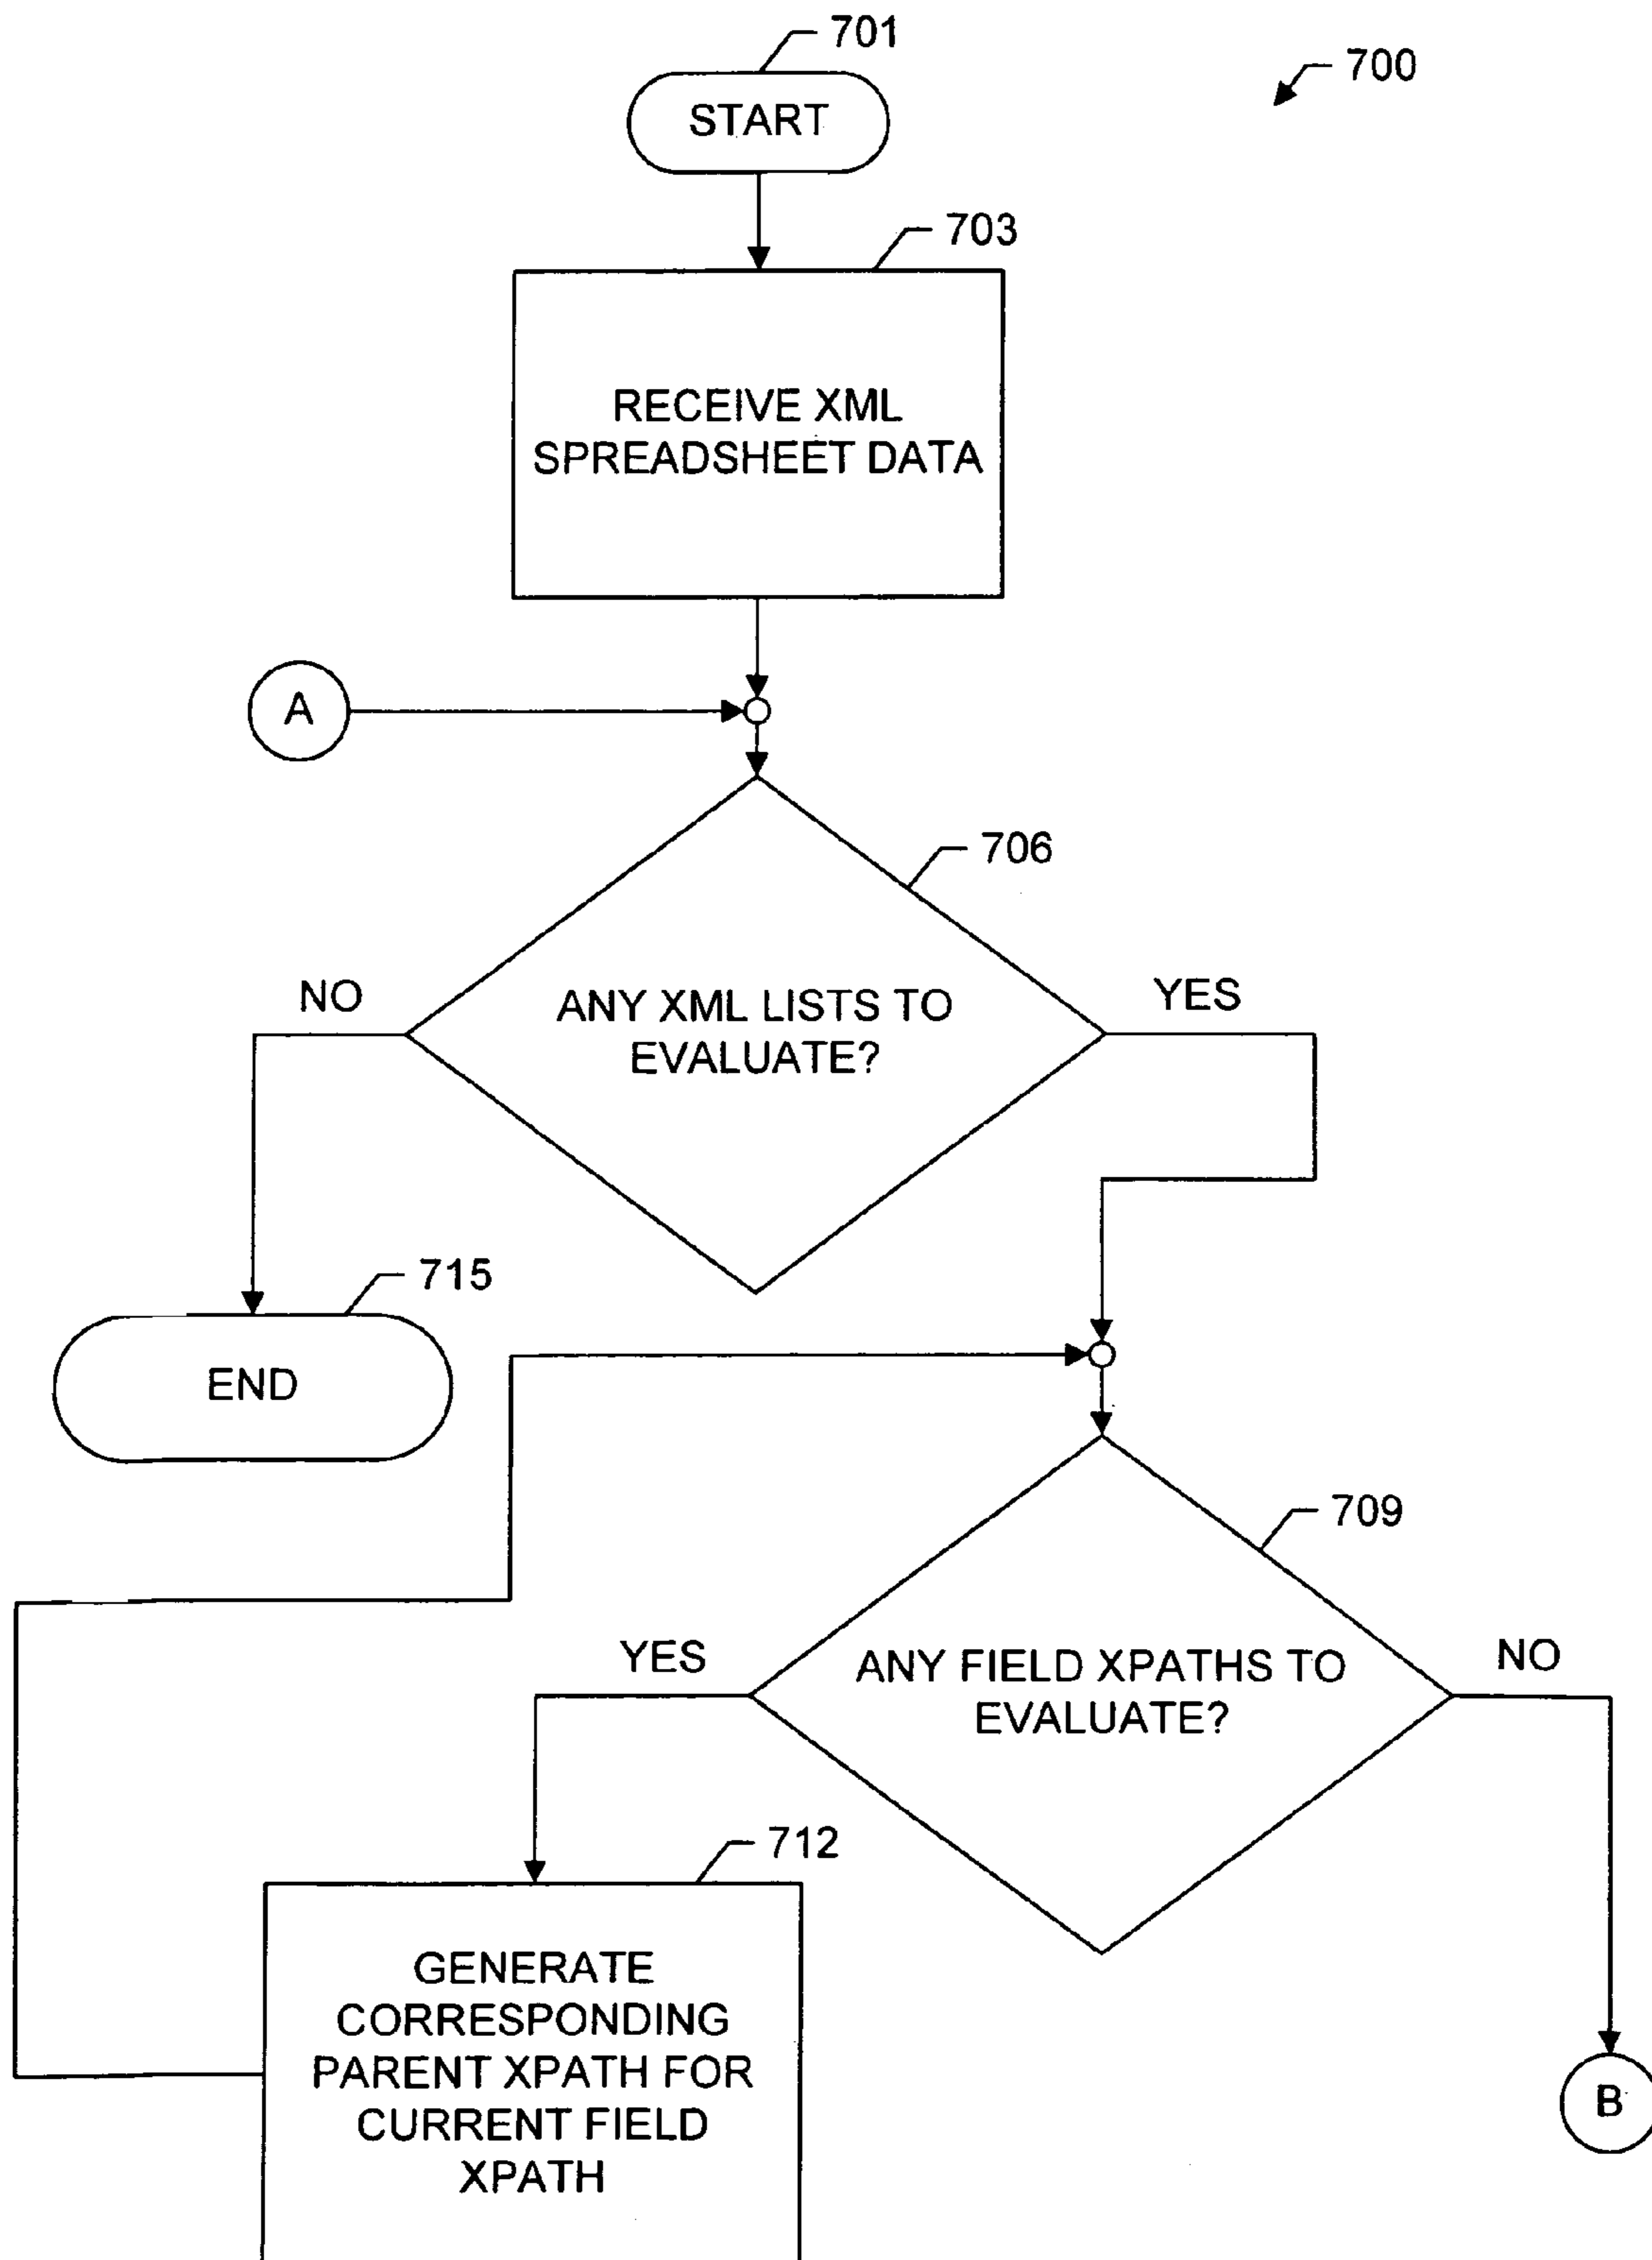 701
700
START
703
RECEIVE XML
SPREADSHEET DATA
A
706
NO
ANY XML LISTS TO
EVALUATE?
YES
715
END
709
YES
ANY FIELD XPATHS TO
EVALUATE?
NO
712
GENERATE
CORRESPONDING
PARENT XPATH FOR
CURRENT FIELD
XPATH
B